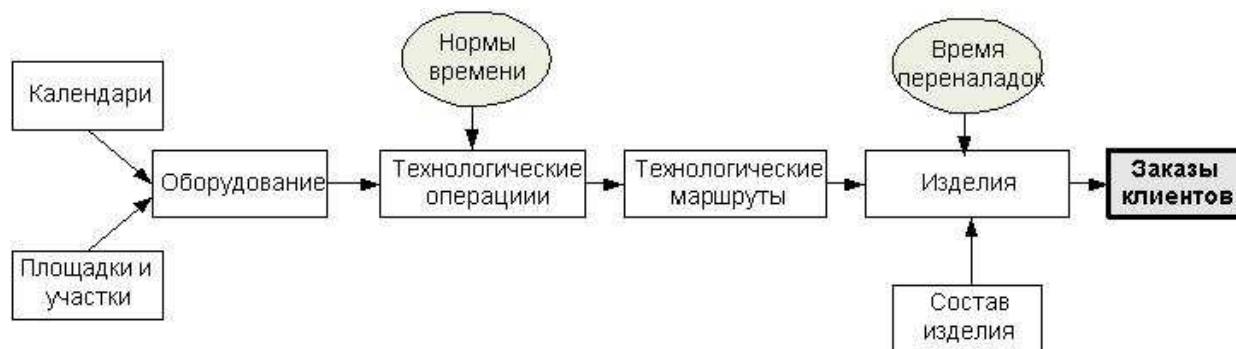 Нормы
времени
Время
переналадок
Календари
Оборудование
Технологические
операциии
Технологические
маршруты
Изделия
Заказы
клиентов
Площадки и
участки
Состав
изделия